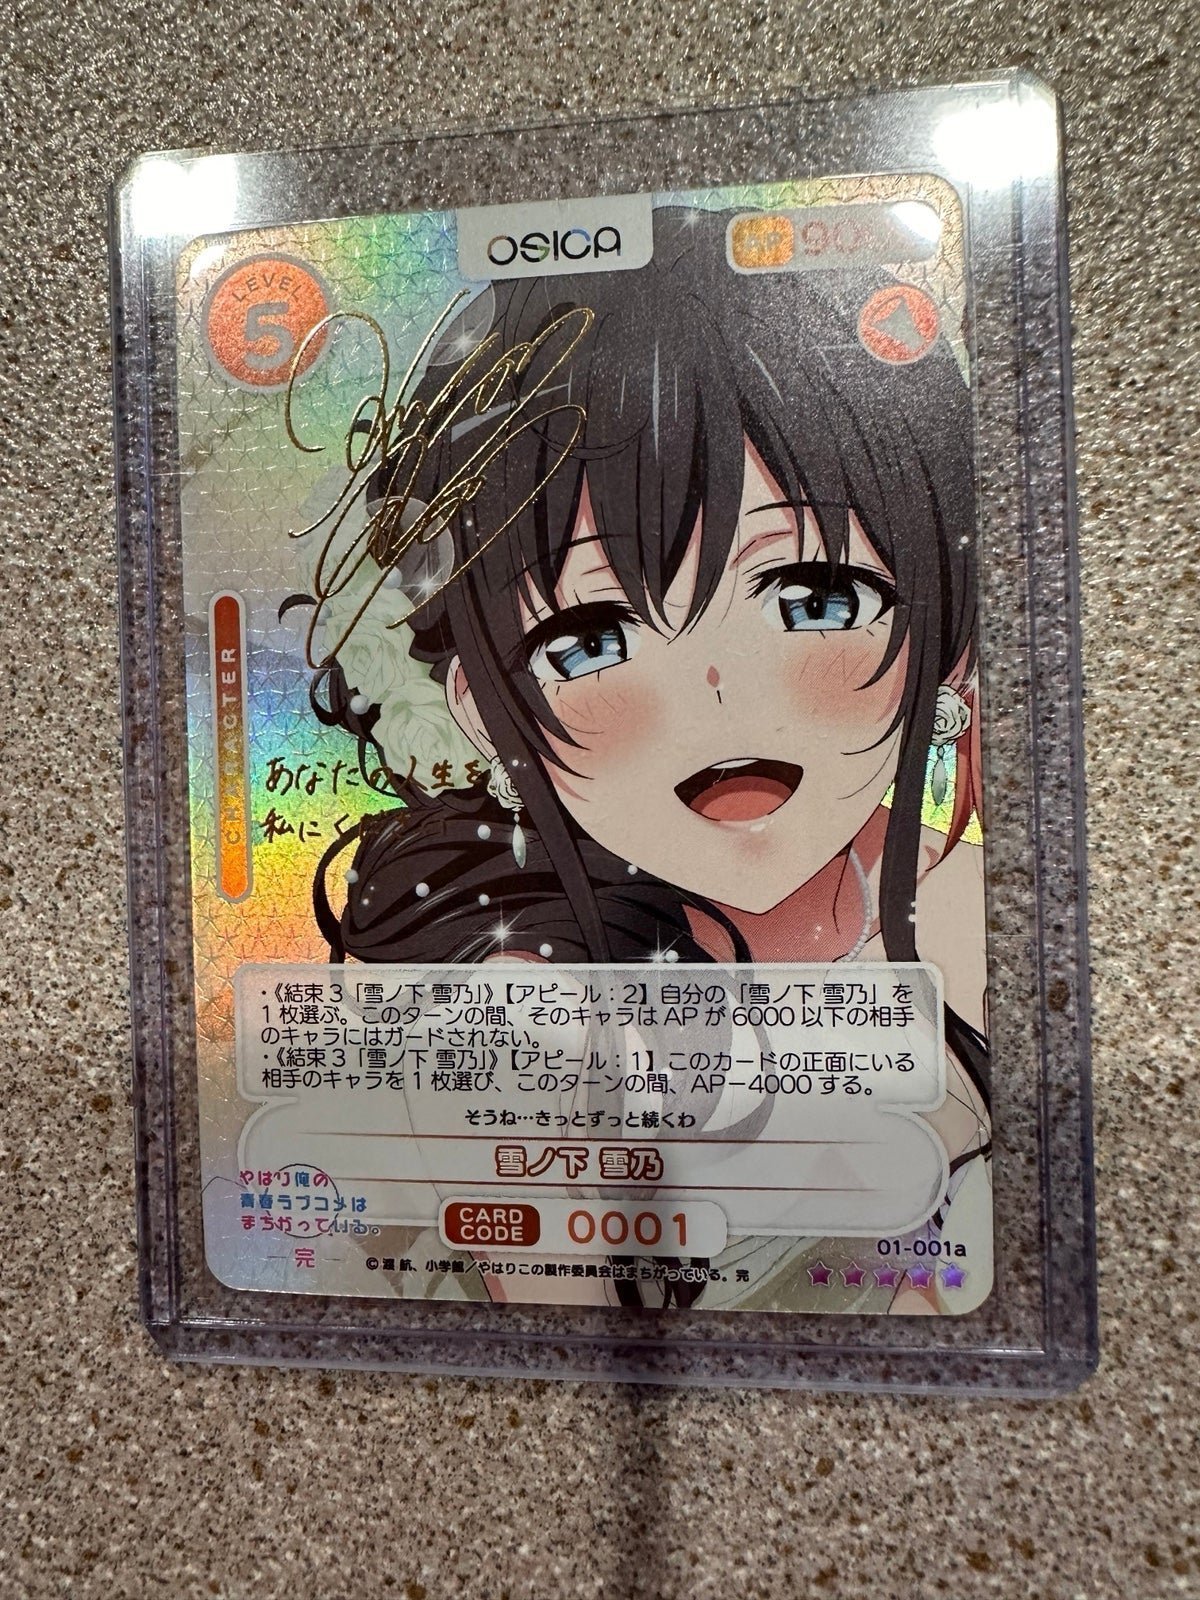 OSICA
LEVEL
5
AP 90
CHARACTER
あなたの人生を
私にく
・《結束3「雪ノ下 雪乃」》【アピール：2】自分の「雪ノ下 雪乃」を
1枚選ぶ。このターンの間、そのキャラはAPが6000以下の相手
のキャラにはガードされない。
・《結束3「雪ノ下 雪乃」》【アピール：1】このカードの正面にいる
相手のキャラを1枚選び、このターンの間、AP－4000する。
そうね…きっとずっと続くわ
雪ノ下 雪乃
やはり俺の
青春ラブコメは
まちがっている。
完
CARD
CODE
0001
01-001a
©渡 航、小学館／やはりこの製作委員会はまちがっている。完